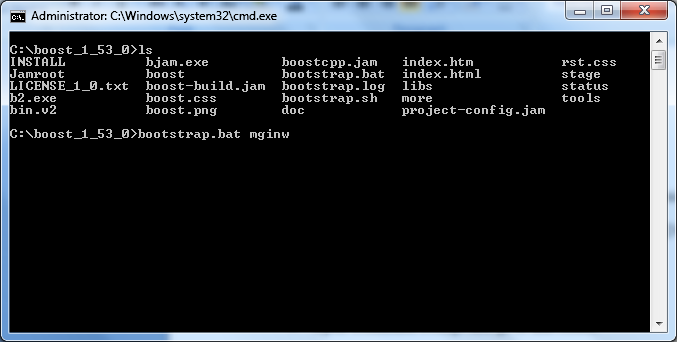 Administrator: C:\Windows\system32\cmd.exe
C:\boost_1_53_0>ls
INSTALL bjam.exe boostcpp.jam index.htm rst.css
Jamroot boost bootstrap.bat index.html stage
LICENSE_1_0.txt boost-build.jam bootstrap.log libs status
b2.exe boost.css bootstrap.sh more tools
bin.v2 boost.png doc project-config.jam
C:\boost_1_53_0>bootstrap.bat mginw